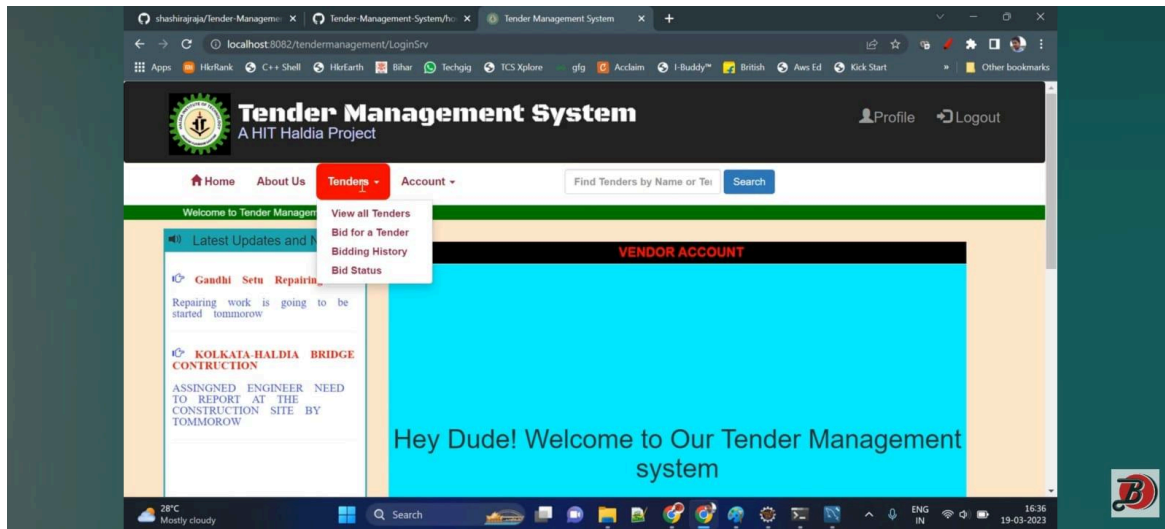 shashirajraja/Tender-Manageme
Tender-Management-System/ho
Tender Management System
localhost:8082/tendermanagement/LoginSrv
Apps
HkrRank
C++ Shell
HkrEarth
Bihar
Techgig
TCS Xplore
gfg
Acclaim
I-Buddy™
British
Aws Ed
Kick Start
»
Other bookmarks
Tender Management System
A HIT Haldia Project
Profile
Logout
Home
About Us
Tenders
Account
Find Tenders by Name or Te
Search
Welcome to Tender Managem
View all Tenders
Bid for a Tender
Bidding History
Bid Status
Latest Updates and N
VENDOR ACCOUNT
Gandhi Setu Repairin
Repairing work is going to be
started tommorow
KOLKATA-HALDIA BRIDGE
CONTRUCTION
ASSINGNED ENGINEER NEED
TO REPORT AT THE
CONSTRUCTION SITE BY
TOMMOROW
Hey Dude! Welcome to Our Tender Management
system
28°C
Mostly cloudy
Search
ENG
IN
16:36
19-03-2023
B